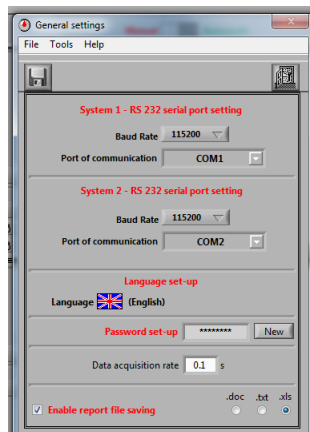 General settings
File Tools Help
System 1 - RS 232 serial port setting
Baud Rate 115200
Port of communication COM1
System 2 - RS 232 serial port setting
Baud Rate 115200
Port of communication COM2
Language set-up
Language (English)
Password set-up ******** New
Data acquisition rate 0.1 s
.doc .txt .xls
Enable report file saving